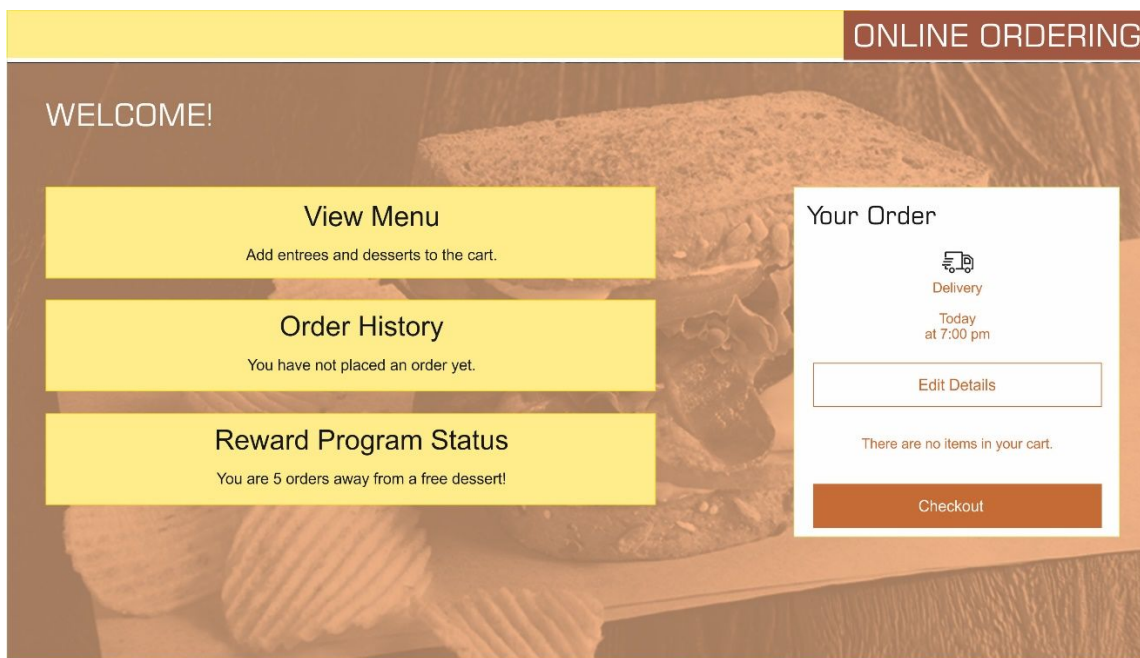 ONLINE ORDERING
WELCOME!
View Menu
Add entrees and desserts to the cart.
Order History
You have not placed an order yet.
Reward Program Status
You are 5 orders away from a free dessert!
Your Order
Delivery
Today
at 7:00 pm
Edit Details
There are no items in your cart.
Checkout